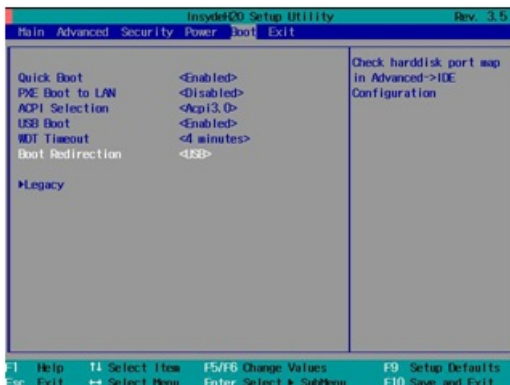 InsydeH2O Setup Utility Rev. 3.5
Main Advanced Security Power Boot Exit
Quick Boot <Enabled>
PXE Boot to LAN <Disabled>
ACPI Selection <Acpi3.0>
USB Boot <Enabled>
WDT Timeout <4 minutes>
Boot Redirection <USB>
▶Legacy
Check harddisk port map
in Advanced->IDE
Configuration
F1 Help ↑↓ Select Item F5/F6 Change Values F9 Setup Defaults
Esc Exit ↔ Select Menu Enter Select ▶ SubMenu F10 Save and Exit